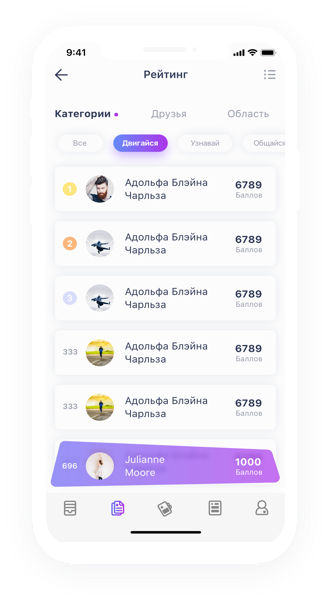 9:41
Рейтинг
Категории
Друзья
Область
Все
Двигайся
Узнавай
Общайся
1
Адольфа Блэйна
Чарльза
6789
Баллов
2
Адольфа Блэйна
Чарльза
6789
Баллов
3
Адольфа Блэйна
Чарльза
6789
Баллов
333
Адольфа Блэйна
Чарльза
6789
Баллов
333
Адольфа Блэйна
Чарльза
6789
Баллов
696
Julianne
Moore
1000
Баллов